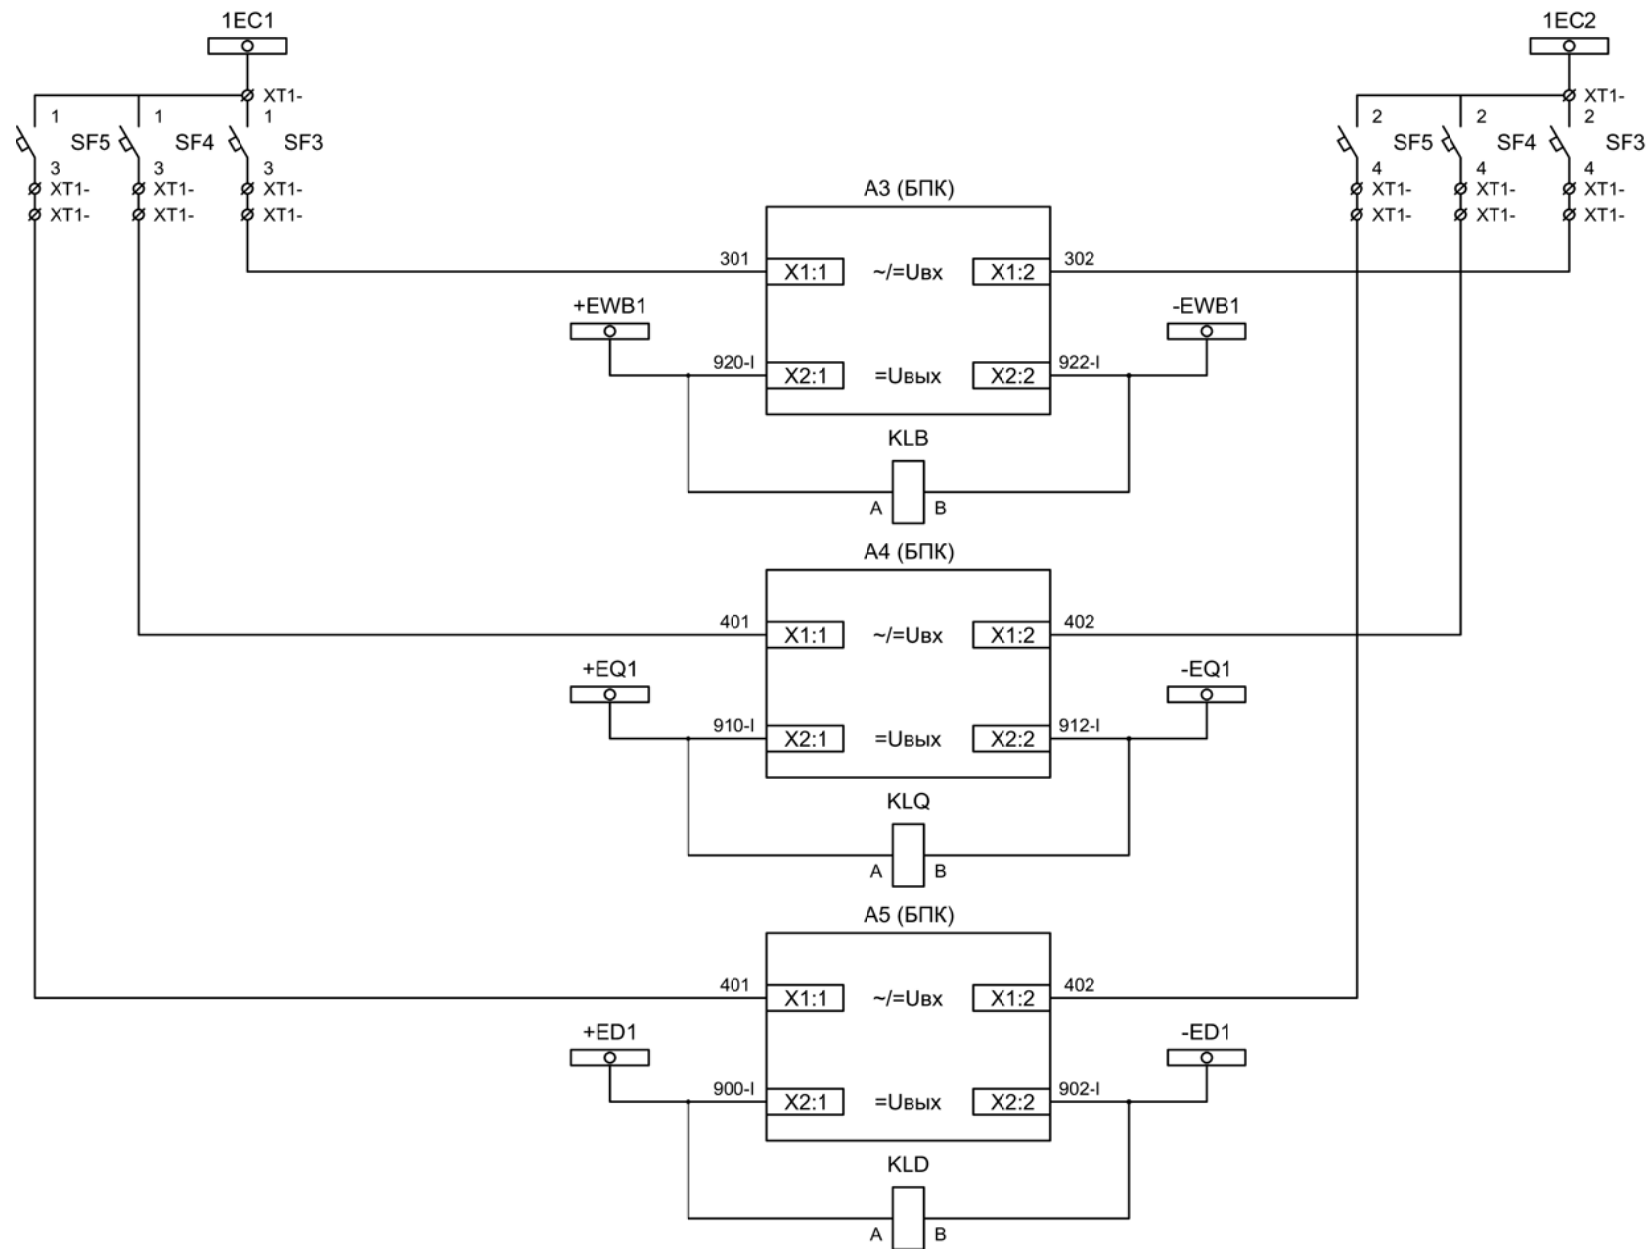 1EC1 1EC2
XT1- XT1-
1 1 1 2 2 2
SF5 SF4 SF3 SF5 SF4 SF3
3 3 3 4 4 4
XT1- XT1- XT1- А3 (БПК) XT1- XT1- XT1-
XT1- XT1- XT1- XT1- XT1- XT1-
301 302
X1:1 ~/=Uвх X1:2
+EWB1 -EWB1
920-I 922-I
X2:1 =Uвых X2:2
KLB
A B
А4 (БПК)
401 402
X1:1 ~/=Uвх X1:2
+EQ1 -EQ1
910-I 912-I
X2:1 =Uвых X2:2
KLQ
A B
А5 (БПК)
401 402
X1:1 ~/=Uвх X1:2
+ED1 -ED1
900-I 902-I
X2:1 =Uвых X2:2
KLD
A B